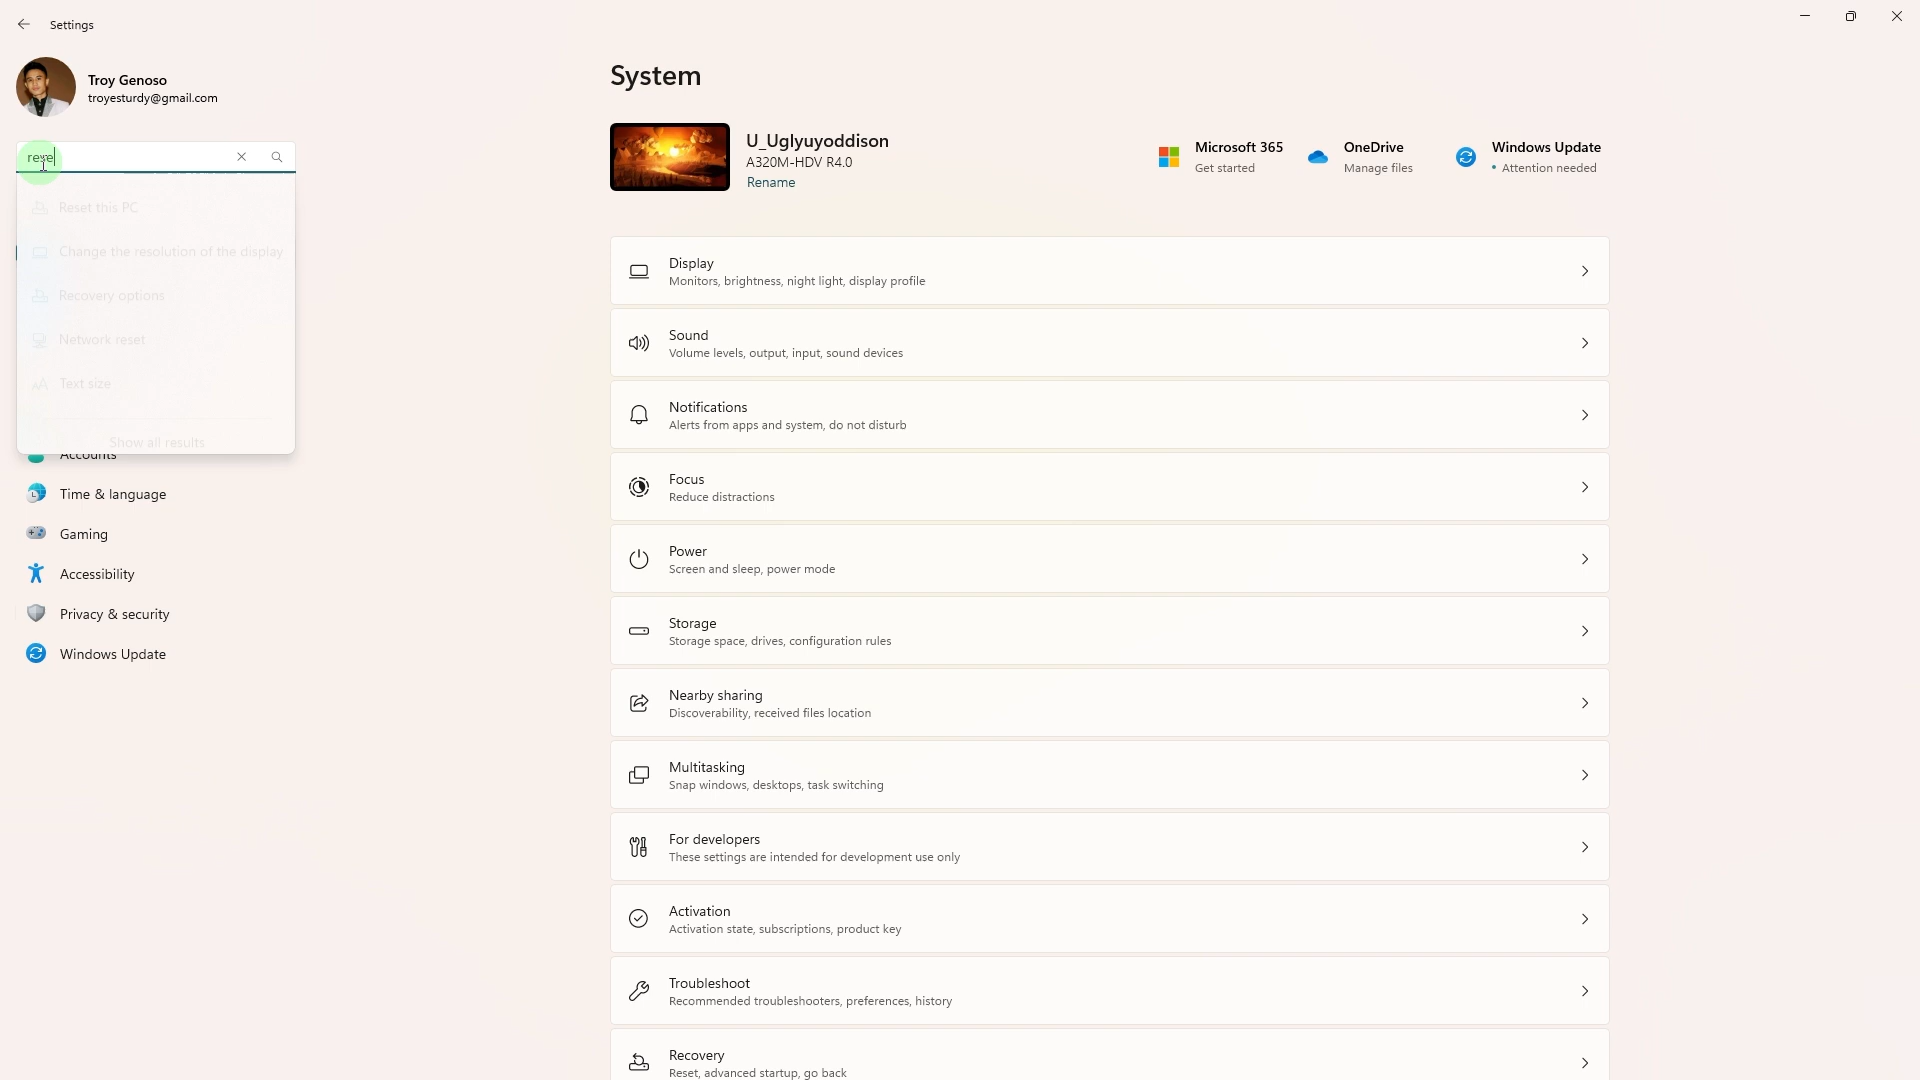 Settings
Troy Genoso
troyesturdy@gmail.com
rese
Reset this PC
Change the resolution of the display
Recovery options
Network reset
Text size
Show all results
Accounts
Time & language
Gaming
Accessibility
Privacy & security
Windows Update
System
U_Uglyuyoddison
A320M-HDV R4.0
Rename
Microsoft 365
Get started
OneDrive
Manage files
Windows Update
• Attention needed
Display
Monitors, brightness, night light, display profile
Sound
Volume levels, output, input, sound devices
Notifications
Alerts from apps and system, do not disturb
Focus
Reduce distractions
Power
Screen and sleep, power mode
Storage
Storage space, drives, configuration rules
Nearby sharing
Discoverability, received files location
Multitasking
Snap windows, desktops, task switching
For developers
These settings are intended for development use only
Activation
Activation state, subscriptions, product key
Troubleshoot
Recommended troubleshooters, preferences, history
Recovery
Reset, advanced startup, go back